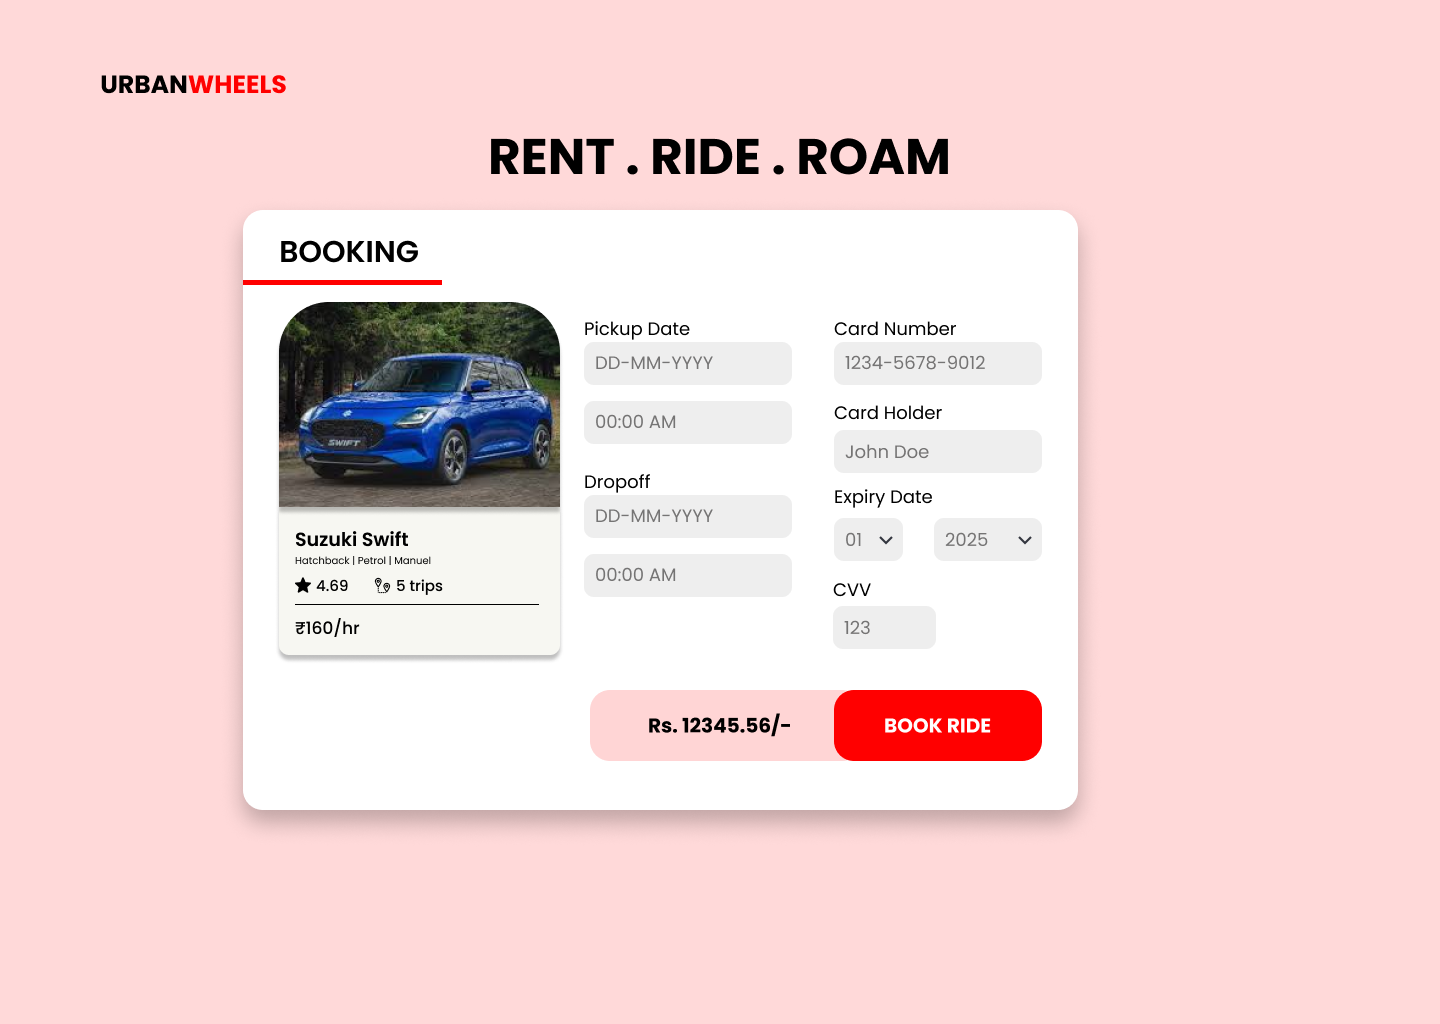 URBANWHEELS
RENT . RIDE . ROAM
BOOKING
SWIFT
Suzuki Swift
Hatchback | Petrol | Manuel
4.69
5 trips
₹160/hr
Pickup Date
DD-MM-YYYY
00:00 AM
Dropoff
DD-MM-YYYY
00:00 AM
Card Number
1234-5678-9012
Card Holder
John Doe
Expiry Date
01
2025
CVV
123
Rs. 12345.56/-
BOOK RIDE